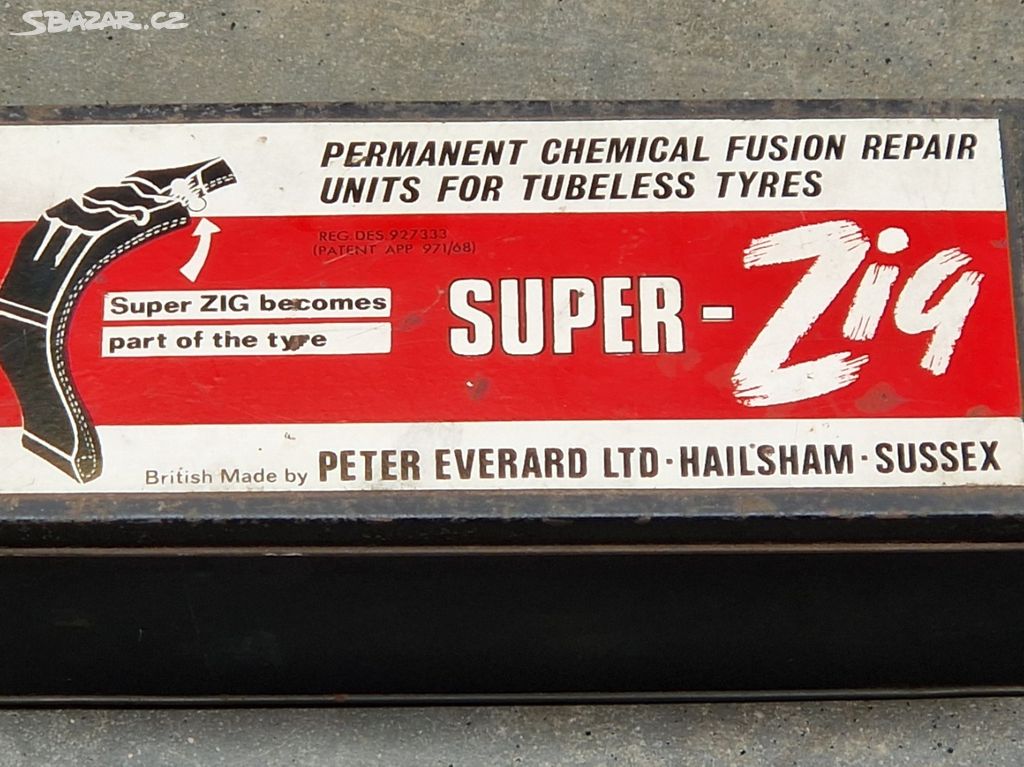 SBAZAR.CZ
PERMANENT CHEMICAL FUSION REPAIR
UNITS FOR TUBELESS TYRES
REG. DES. 927333
(PATENT APP 971/68)
Super ZIG becomes
part of the tyre
SUPER-Zig
British Made by PETER EVERARD LTD·HAILSHAM·SUSSEX